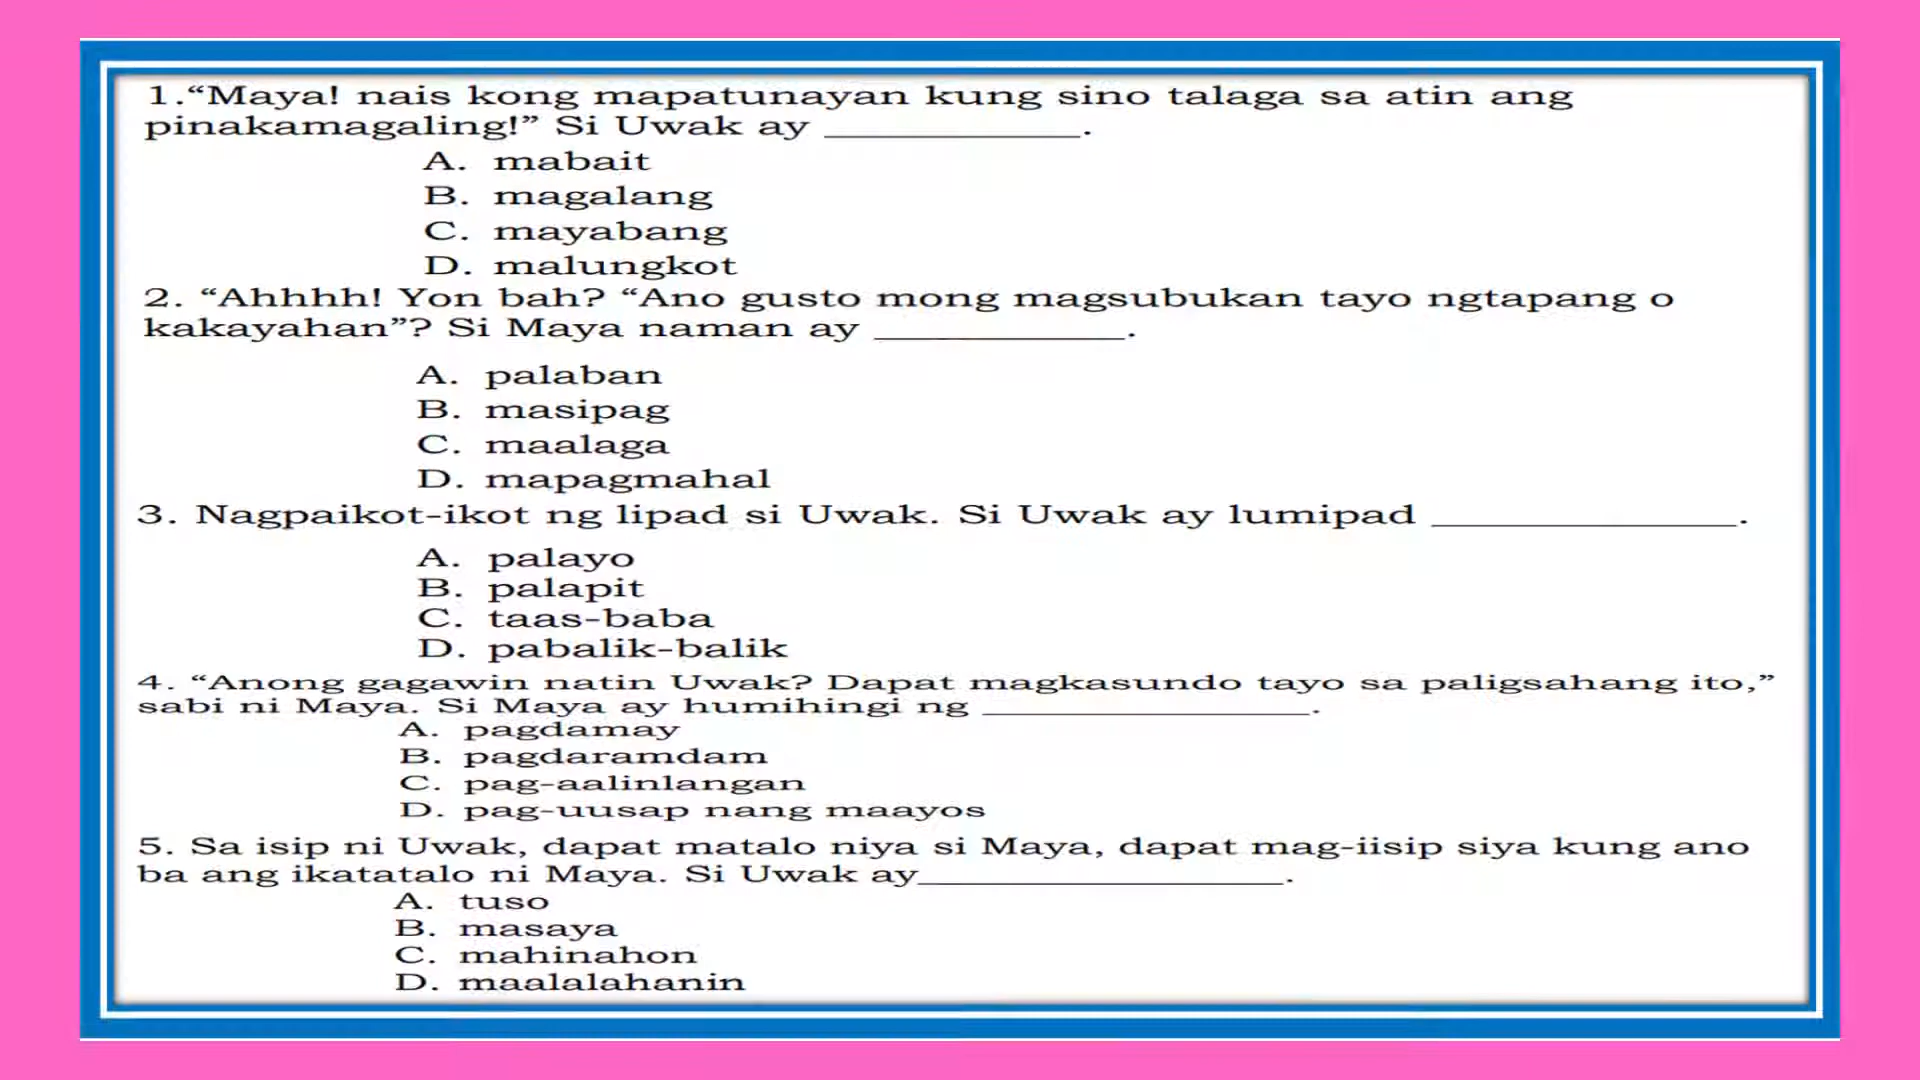 1.“Maya! nais kong mapatunayan kung sino talaga sa atin ang
pinakamagaling!” Si Uwak ay ______________.
A. mabait
B. magalang
C. mayabang
D. malungkot
2. “Ahhhh! Yon bah? “Ano gusto mong magsubukan tayo ngtapang o
kakayahan”? Si Maya naman ay ______________.
A. palaban
B. masipag
C. maalaga
D. mapagmahal
3. Nagpaikot-ikot ng lipad si Uwak. Si Uwak ay lumipad _________________.
A. palayo
B. palapit
C. taas-baba
D. pabalik-balik
4. “Anong gagawin natin Uwak? Dapat magkasundo tayo sa paligsahang ito,”
sabi ni Maya. Si Maya ay humihingi ng __________________.
A. pagdamay
B. pagdaramdam
C. pag-aalinlangan
D. pag-uusap nang maayos
5. Sa isip ni Uwak, dapat matalo niya si Maya, dapat mag-iisip siya kung ano
ba ang ikatatalo ni Maya. Si Uwak ay____________________.
A. tuso
B. masaya
C. mahinahon
D. maalalahanin